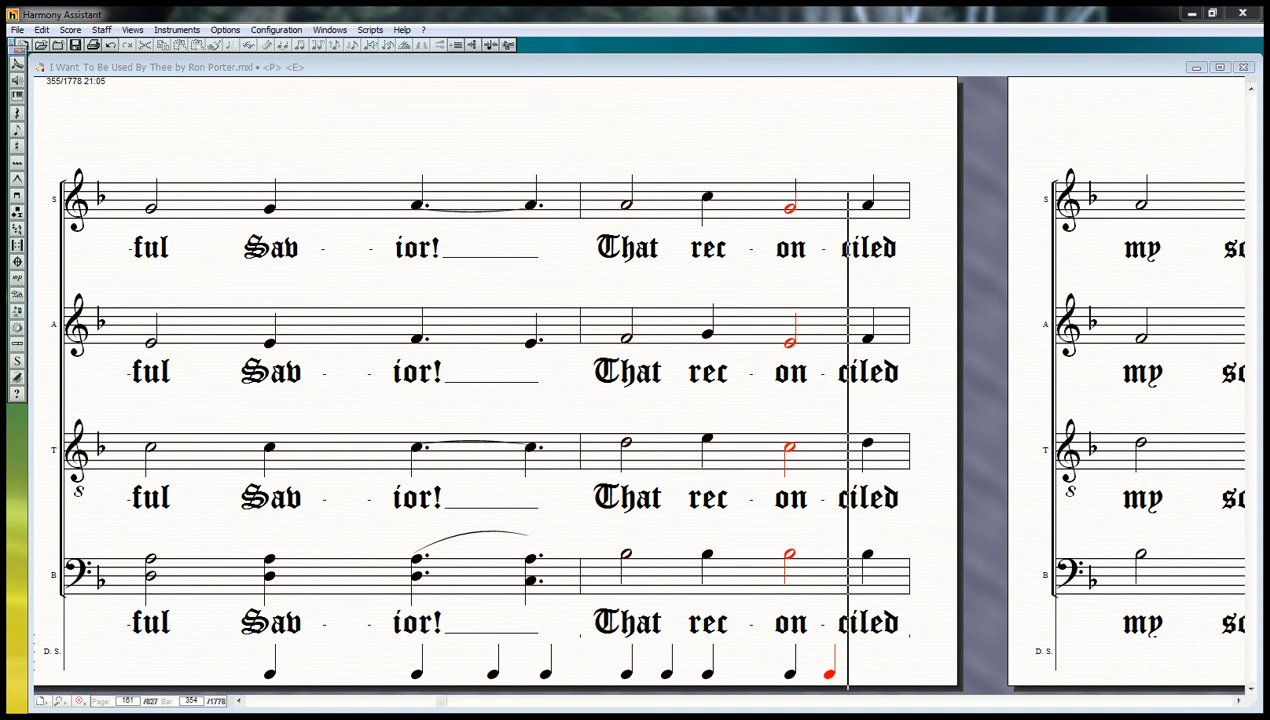 Harmony Assistant
File Edit Score Staff Views Instruments Options Configuration Windows Scripts Help ?
I Want To Be Used By Thee by Ron Porter.mxl • <P> <E>
355/1778 21:05
S S
-ful Sav - - ior! That rec - on - ciled my
A A
-ful Sav - - ior! That rec - on - ciled my
T T
8 8
-ful Sav - - ior! That rec - on - ciled my
B B
-ful Sav - - ior! That rec - on - ciled my
D. S. D. S.
Page: 161 /827 Bar: 354 /1778